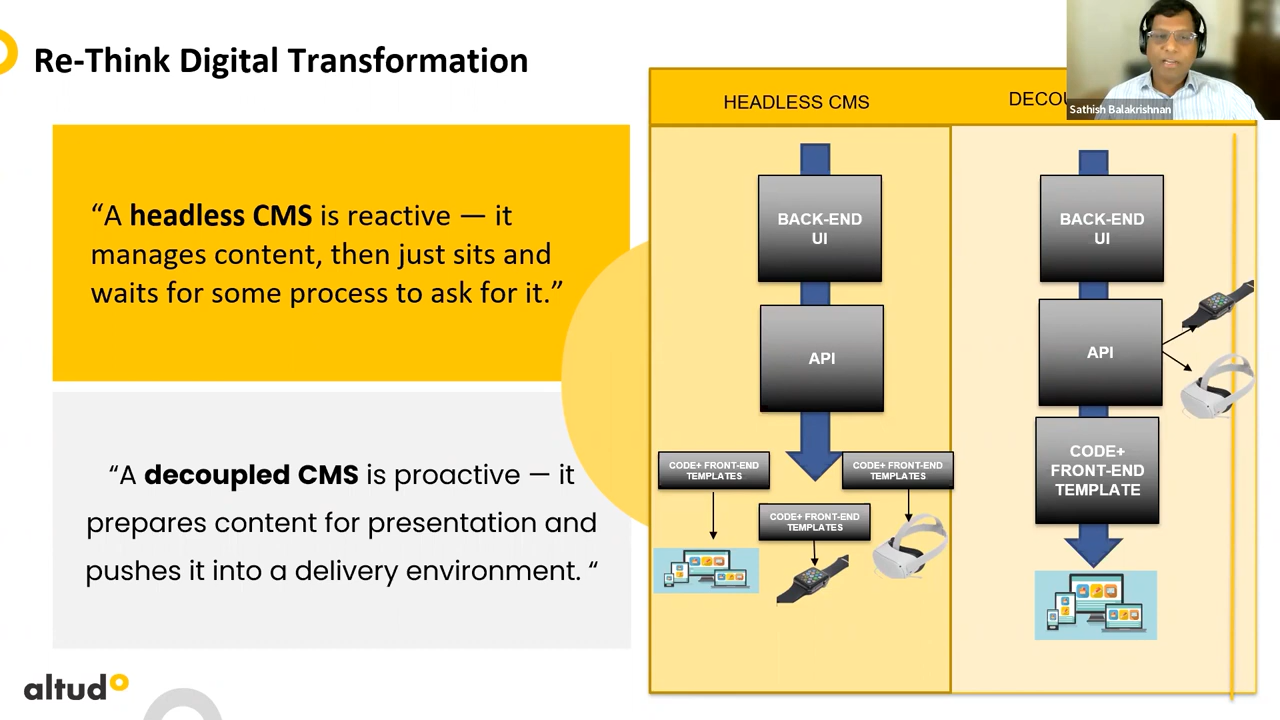 Re-Think Digital Transformation
“A headless CMS is reactive — it
manages content, then just sits and
waits for some process to ask for it.”
“A decoupled CMS is proactive — it
prepares content for presentation and
pushes it into a delivery environment. “
altudo
HEADLESS CMS
BACK-END
UI
API
CODE+ FRONT-END
TEMPLATES
CODE+ FRONT-END
TEMPLATES
CODE+ FRONT-END
TEMPLATES
BACK-END
UI
API
CODE+
FRONT-END
TEMPLATE
Sathish Balakrishnan